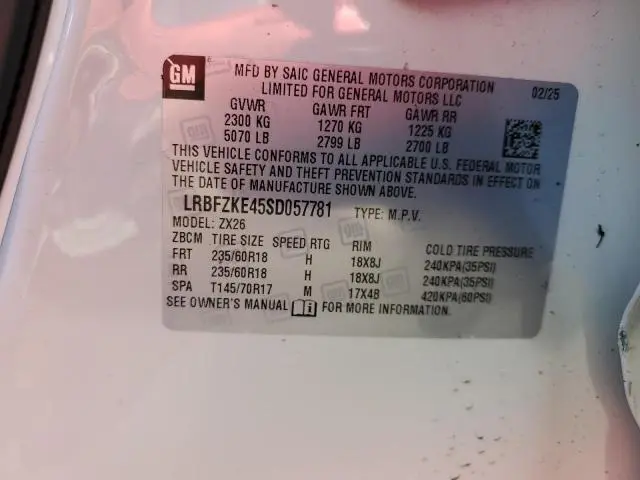 GM
MFD BY SAIC GENERAL MOTORS CORPORATION
LIMITED FOR GENERAL MOTORS LLC
02/25
GVWR GAWR FRT GAWR RR
2300 KG 1270 KG 1225 KG
5070 LB 2799 LB 2700 LB
THIS VEHICLE CONFORMS TO ALL APPLICABLE U.S. FEDERAL MOTOR
VEHICLE SAFETY AND THEFT PREVENTION STANDARDS IN EFFECT ON
THE DATE OF MANUFACTURE SHOWN ABOVE.
LRBFZKE45SD057781 TYPE: M.P.V.
MODEL: ZX26
ZBCM TIRE SIZE SPEED RTG RIM COLD TIRE PRESSURE
FRT 235/60R18 H 18X8J 240KPA(35PSI)
RR 235/60R18 H 18X8J 240KPA(35PSI)
SPA T145/70R17 M 17X4B 420KPA(60PSI)
SEE OWNER'S MANUAL FOR MORE INFORMATION.